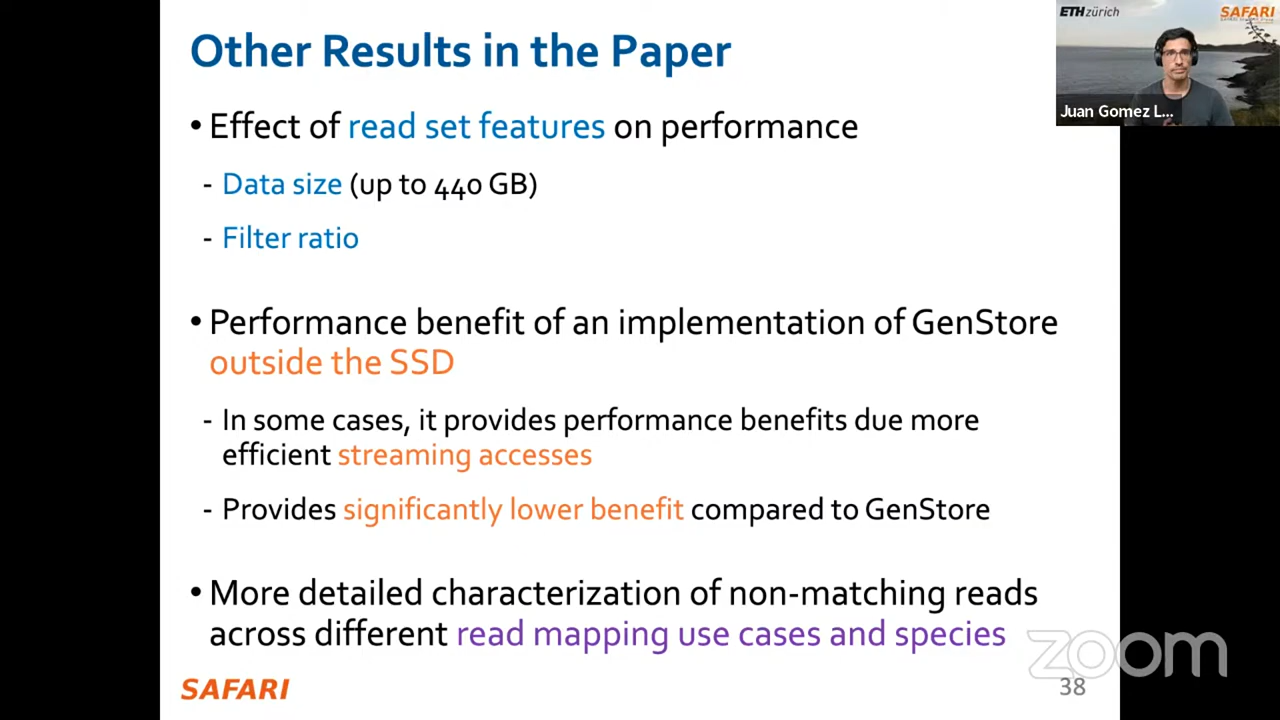 Other Results in the Paper
ETHzürich
SAFARI
Juan Gomez L...
• Effect of read set features on performance
- Data size (up to 440 GB)
- Filter ratio
• Performance benefit of an implementation of GenStore
outside the SSD
- In some cases, it provides performance benefits due more
efficient streaming accesses
- Provides significantly lower benefit compared to GenStore
• More detailed characterization of non-matching reads
across different read mapping use cases and species
zoom
SAFARI
38